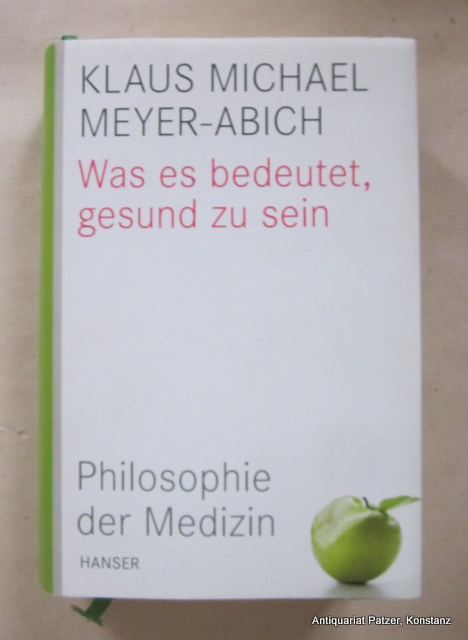 KLAUS MICHAEL
MEYER-ABICH
Was es bedeutet,
gesund zu sein
Philosophie
der Medizin
HANSER
Antiquariat Patzer, Konstanz